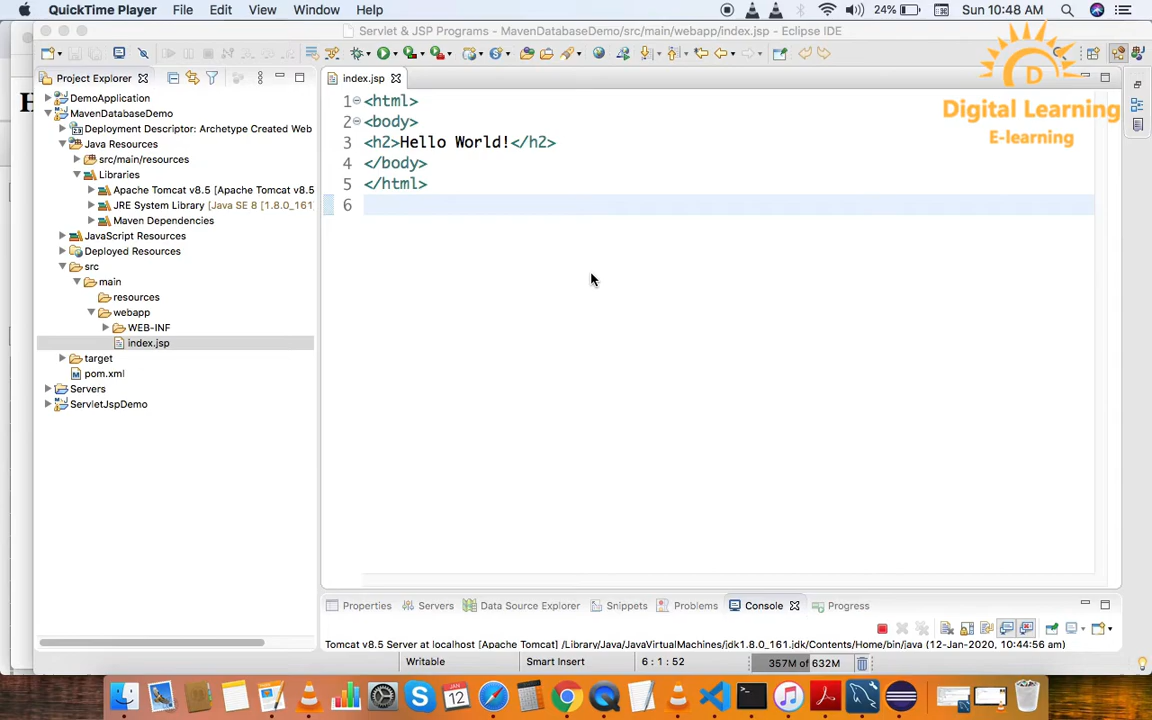 QuickTime Player File Edit View Window Help 24% Sun 10:48 AM
Servlet & JSP Programs - MavenDatabaseDemo/src/main/webapp/index.jsp - Eclipse IDE
Project Explorer
index.jsp
D
Digital Learning
E-learning
DemoApplication
MavenDatabaseDemo
Deployment Descriptor: Archetype Created Web
Java Resources
src/main/resources
Libraries
Apache Tomcat v8.5 [Apache Tomcat v8.5
JRE System Library [Java SE 8 [1.8.0_161]
Maven Dependencies
JavaScript Resources
Deployed Resources
src
main
resources
webapp
WEB-INF
index.jsp
target
pom.xml
Servers
ServletJspDemo
1 <html>
2 <body>
3 <h2>Hello World!</h2>
4 </body>
5 </html>
6
Properties Servers Data Source Explorer Snippets Problems Console Progress
Tomcat v8.5 Server at localhost [Apache Tomcat] /Library/Java/JavaVirtualMachines/jdk1.8.0_161.jdk/Contents/Home/bin/java (12-Jan-2020, 10:44:56 am)
Writable Smart Insert 6 : 1 : 52 357M of 632M
JAN
12